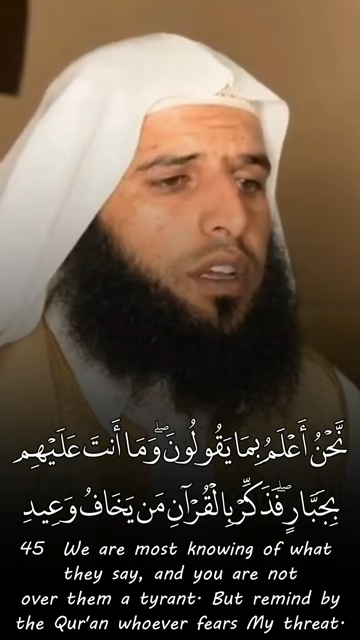 نَّحْنُ أَعْلَمُ بِمَا يَقُولُونَ ۖ وَمَا أَنتَ عَلَيْهِم
بِجَبَّارٍ ۖ فَذَكِّرْ بِالْقُرْآنِ مَن يَخَافُ وَعِيدِ
45 We are most knowing of what
they say, and you are not
over them a tyrant. But remind by
the Qur'an whoever fears My threat.